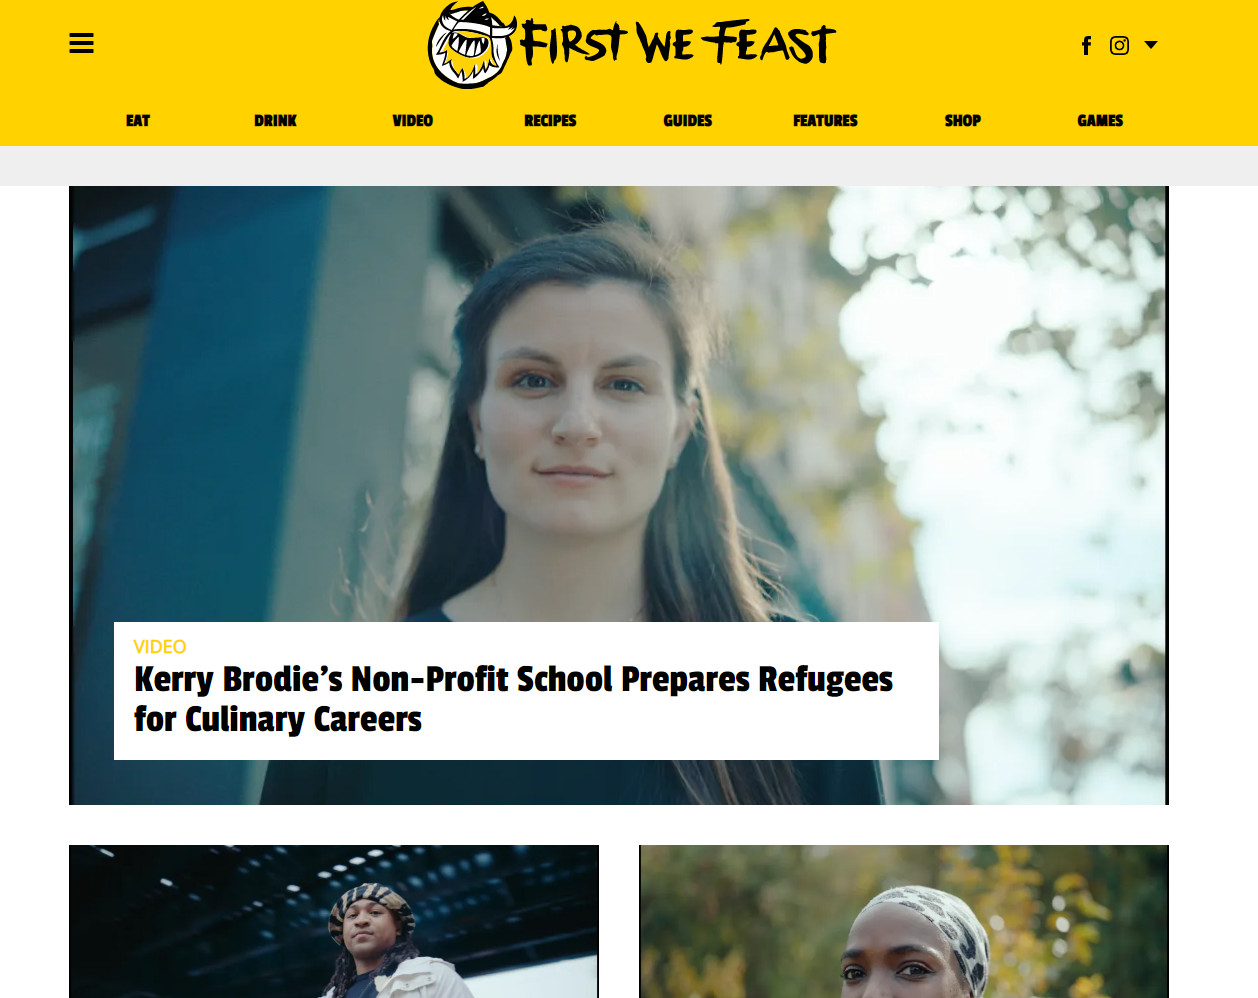 FIRST WE FEAST
EAT DRINK VIDEO RECIPES GUIDES FEATURES SHOP GAMES
VIDEO
Kerry Brodie's Non-Profit School Prepares Refugees
for Culinary Careers